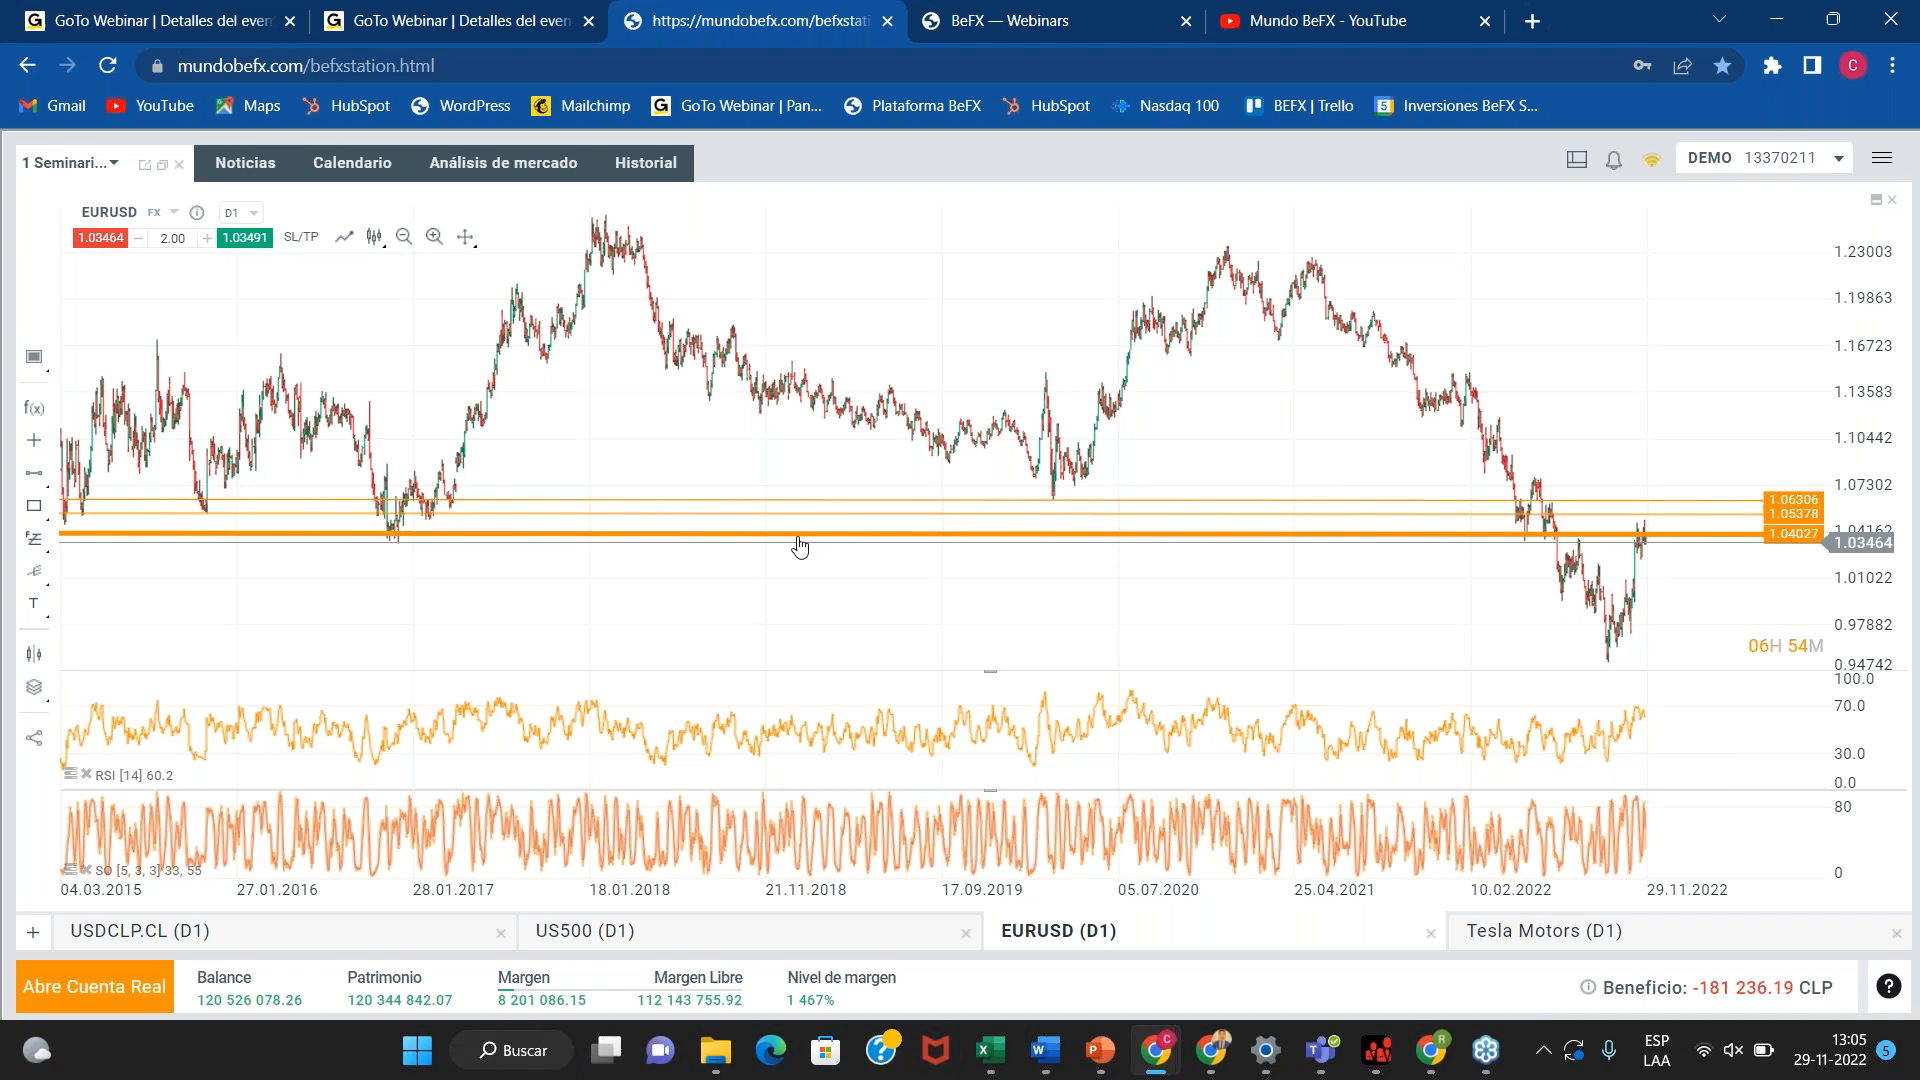 GoTo Webinar | Detalles del even
GoTo Webinar | Detalles del even
https://mundobefx.com/befxstati
BeFX — Webinars
Mundo BeFX - YouTube
mundobefx.com/befxstation.html
C
Gmail
YouTube
Maps
HubSpot
WordPress
Mailchimp
GoTo Webinar | Pan...
Plataforma BeFX
HubSpot
Nasdaq 100
BEFX | Trello
Inversiones BeFX S...
1 Seminari...
Noticias
Calendario
Análisis de mercado
Historial
DEMO 13370211
EURUSD FX D1
1.03464 − 2.00 + 1.03491 SL/TP
1.23003
1.19863
1.16723
1.13583
1.10442
1.07302
1.06306
1.05378
1.04162
1.04027
1.03464
1.01022
0.97882
06H 54M
0.94742
f(x)
T
100.0
70.0
30.0
0.0
RSI [14] 60.2
80
0
SO [5, 3, 3] 33, 55
04.03.2015
27.01.2016
28.01.2017
18.01.2018
21.11.2018
17.09.2019
05.07.2020
25.04.2021
10.02.2022
29.11.2022
+ USDCLP.CL (D1)
US500 (D1)
EURUSD (D1)
Tesla Motors (D1)
Abre Cuenta Real
Balance
120 526 078.26
Patrimonio
120 344 842.07
Margen
8 201 086.15
Margen Libre
112 143 755.92
Nivel de margen
1 467%
Beneficio: -181 236.19 CLP
?
Buscar
ESP
LAA
13:05
29-11-2022
5